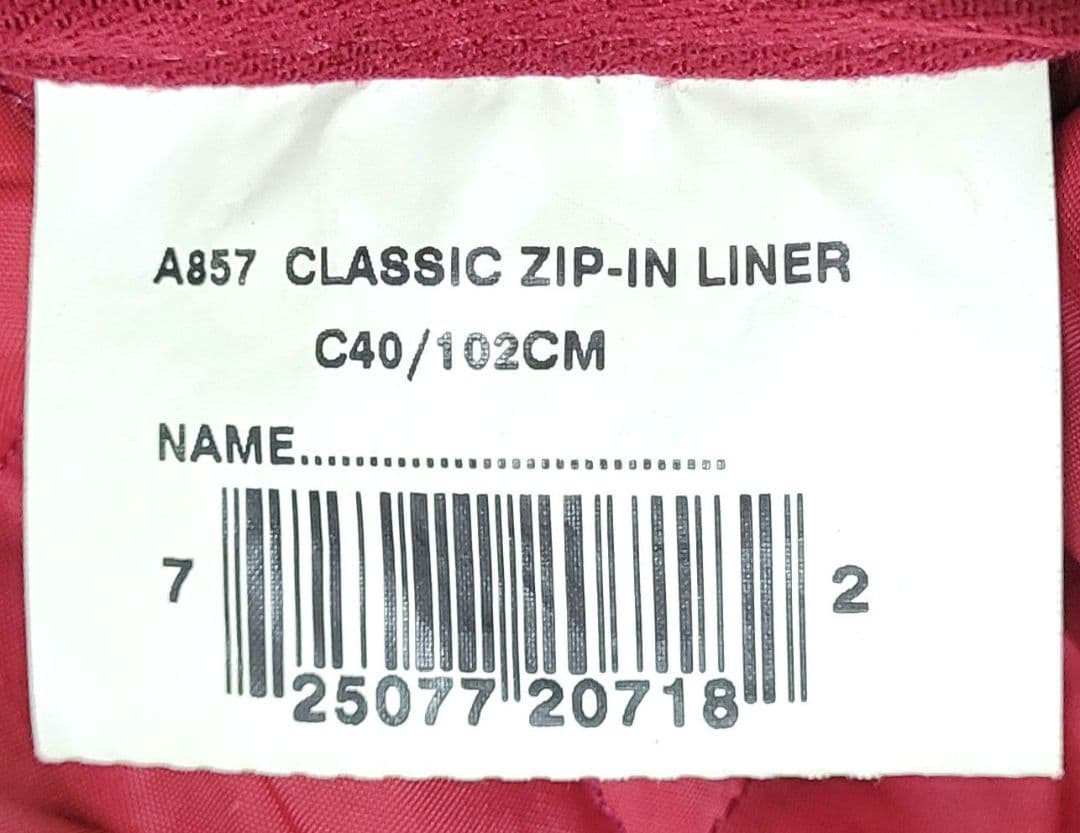 A857 CLASSIC ZIP-IN LINER
C40/102CM
NAME..............................
7 25077 20718 2